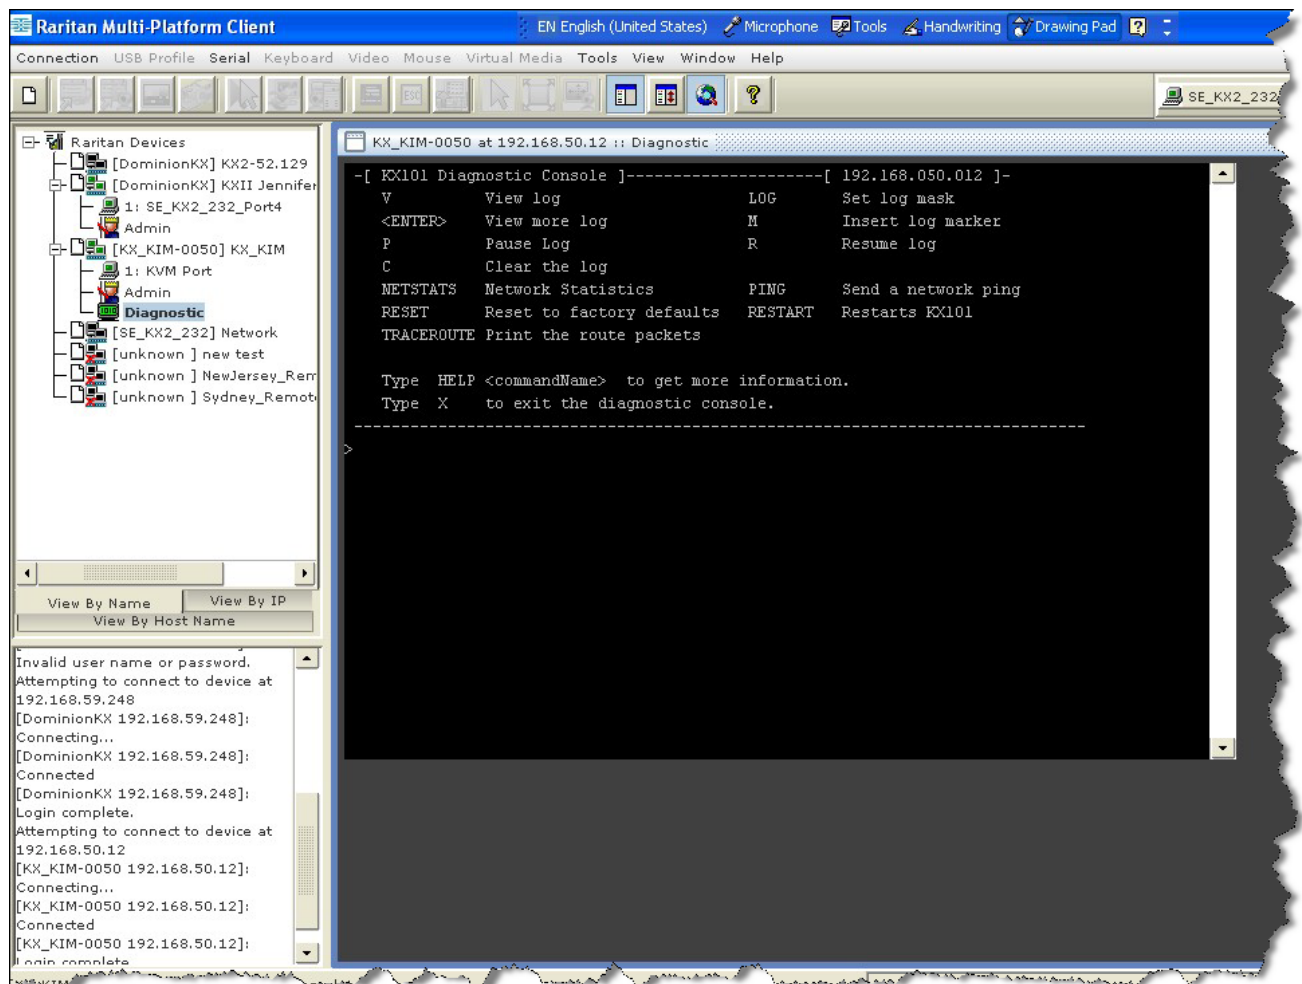 Raritan Multi-Platform Client
EN English (United States) Microphone Tools Handwriting Drawing Pad
Connection USB Profile Serial Keyboard Video Mouse Virtual Media Tools View Window Help
ESC
SE_KX2_232
Raritan Devices
[DominionKX] KX2-52.129
[DominionKX] KXII Jennifer
1: SE_KX2_232_Port4
Admin
[KX_KIM-0050] KX_KIM
1: KVM Port
Admin
Diagnostic
[SE_KX2_232] Network
[unknown ] new test
[unknown ] NewJersey_Rem
[unknown ] Sydney_Remot
View By Name View By IP
View By Host Name
Invalid user name or password.
Attempting to connect to device at
192.168.59.248
[DominionKX 192.168.59.248]:
Connecting...
[DominionKX 192.168.59.248]:
Connected
[DominionKX 192.168.59.248]:
Login complete.
Attempting to connect to device at
192.168.50.12
[KX_KIM-0050 192.168.50.12]:
Connecting...
[KX_KIM-0050 192.168.50.12]:
Connected
[KX_KIM-0050 192.168.50.12]:
Login complete
KX_KIM-0050 at 192.168.50.12 :: Diagnostic
-[ KX101 Diagnostic Console ]---------------------[ 192.168.050.012 ]-
V View log LOG Set log mask
<ENTER> View more log M Insert log marker
P Pause Log R Resume log
C Clear the log
NETSTATS Network Statistics PING Send a network ping
RESET Reset to factory defaults RESTART Restarts KX101
TRACEROUTE Print the route packets
Type HELP <commandName> to get more information.
Type X to exit the diagnostic console.
------------------------------------------------------------------------------
>